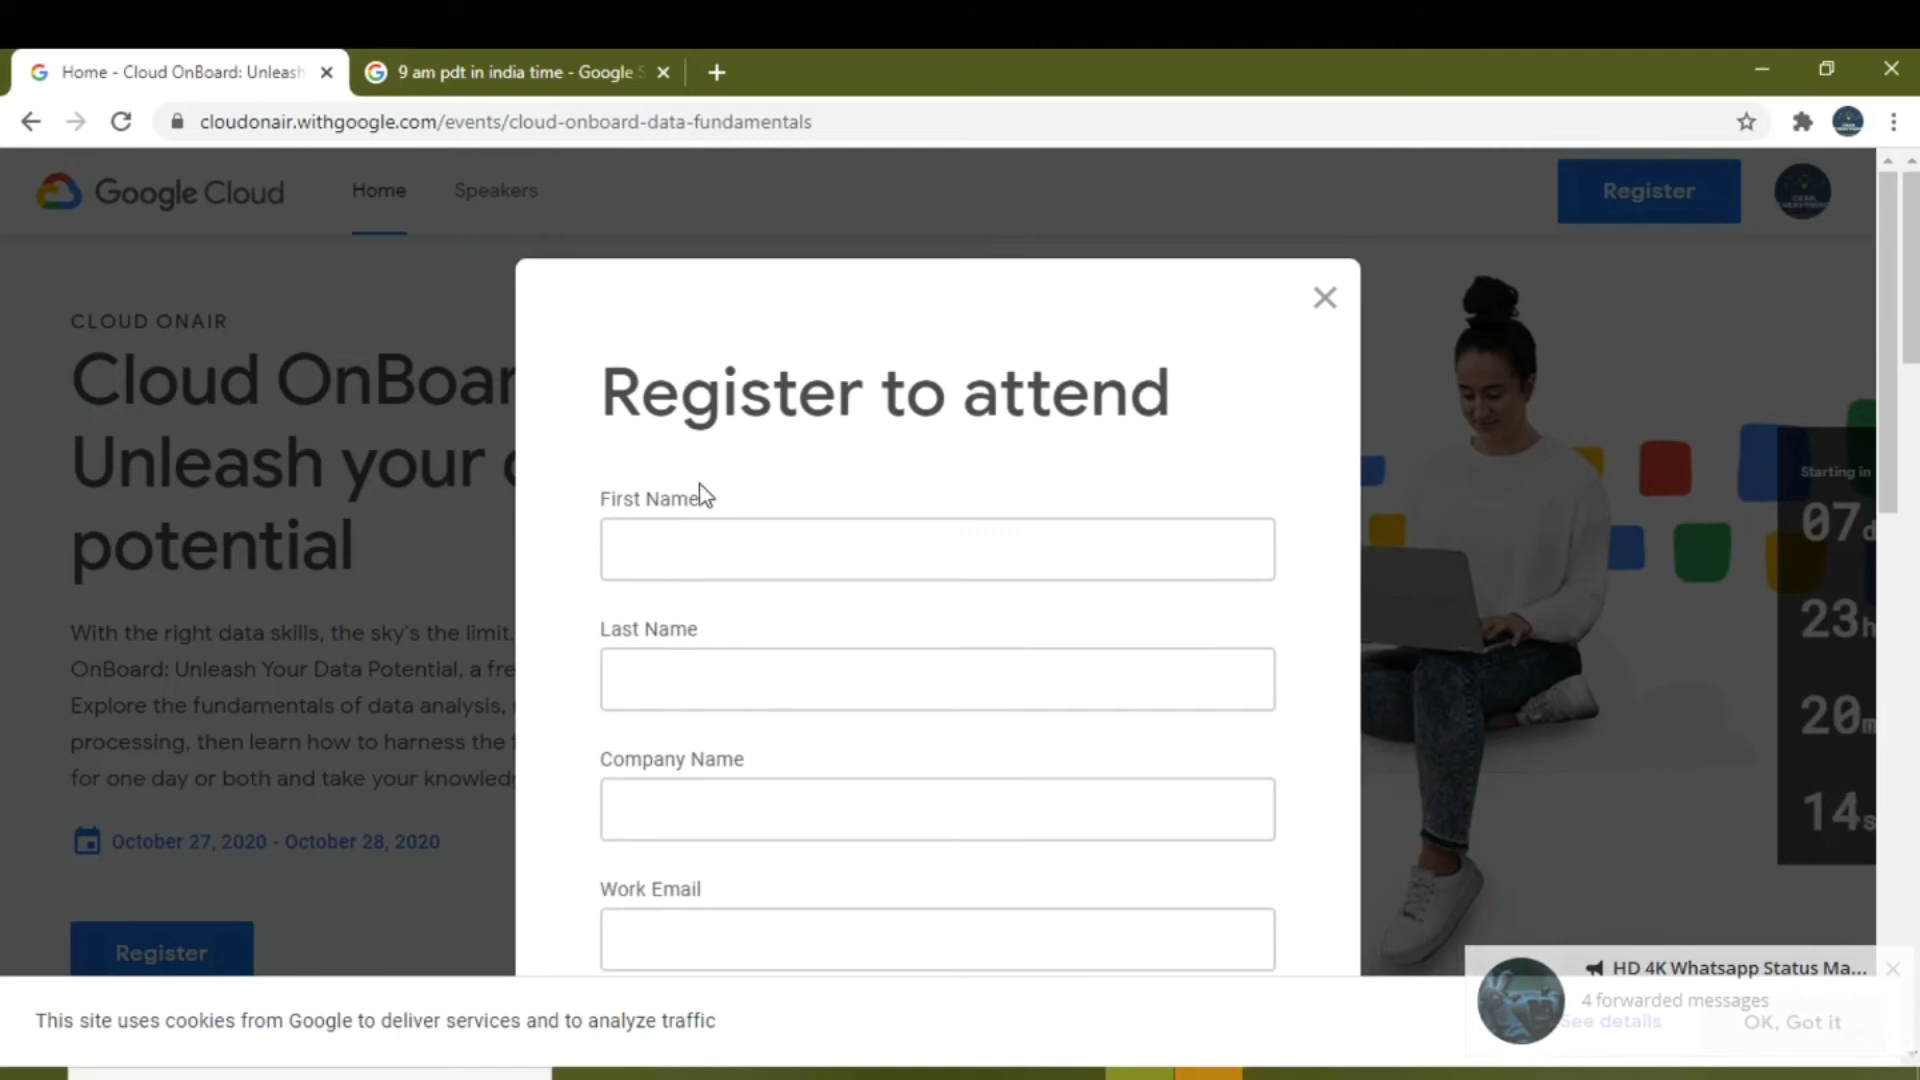 Home - Cloud OnBoard: Unleash
9 am pdt in india time - Google S
cloudonair.withgoogle.com/events/cloud-onboard-data-fundamentals
Google Cloud
Home
Speakers
Register
CLOUD ONAIR
Cloud OnBoar
Unleash your
potential
With the right data skills, the sky's the limit.
OnBoard: Unleash Your Data Potential, a fre
Explore the fundamentals of data analysis,
processing, then learn how to harness the
for one day or both and take your knowled
October 27, 2020 - October 28, 2020
Register
Register to attend
First Name
Last Name
Company Name
Work Email
Starting in
07d
23h
20m
14s
This site uses cookies from Google to deliver services and to analyze traffic
See details
OK, Got it
HD 4K Whatsapp Status Ma...
4 forwarded messages